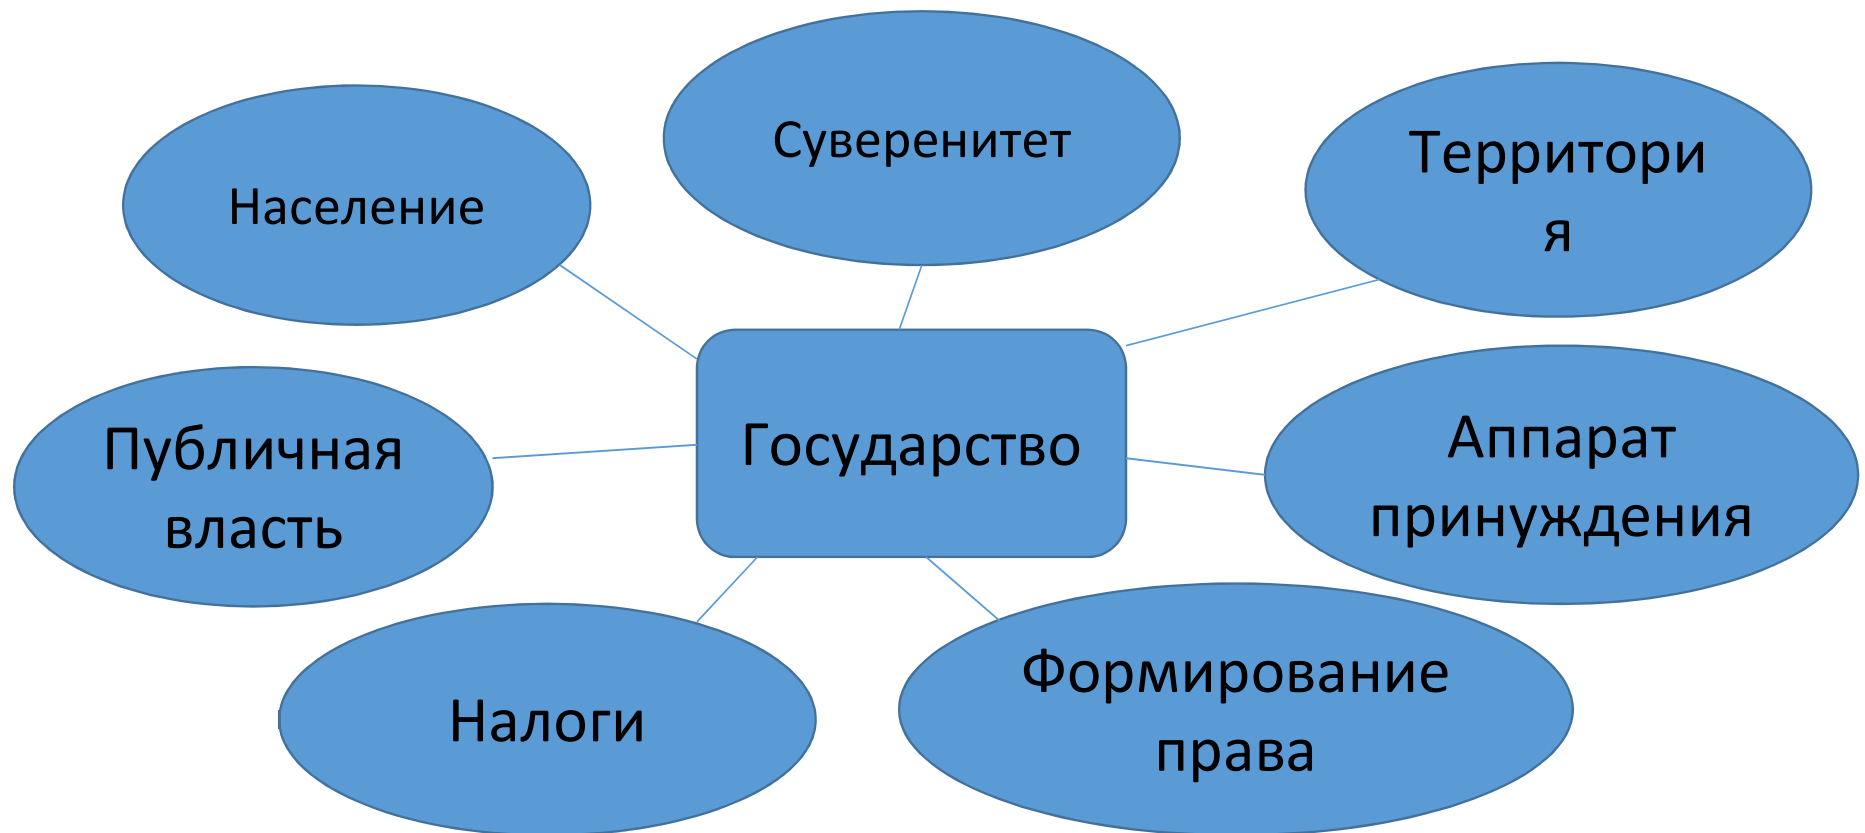 Суверенитет
Территори
я
Население
Государство
Аппарат
принуждения
Публичная
власть
Формирование
права
Налоги